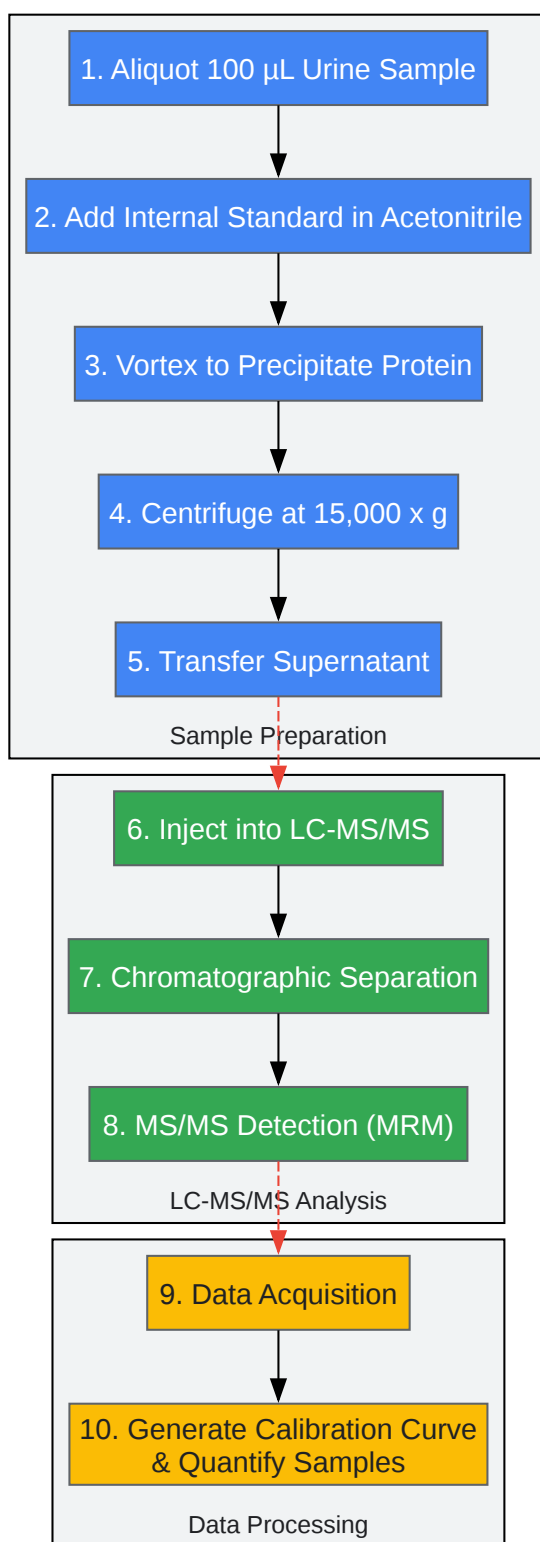 1. Aliquot 100 µL Urine Sample
2. Add Internal Standard in Acetonitrile
3. Vortex to Precipitate Protein
4. Centrifuge at 15,000 x g
5. Transfer Supernatant
Sample Preparation
6. Inject into LC-MS/MS
7. Chromatographic Separation
8. MS/MS Detection (MRM)
LC-MS/MS Analysis
9. Data Acquisition
10. Generate Calibration Curve
& Quantify Samples
Data Processing